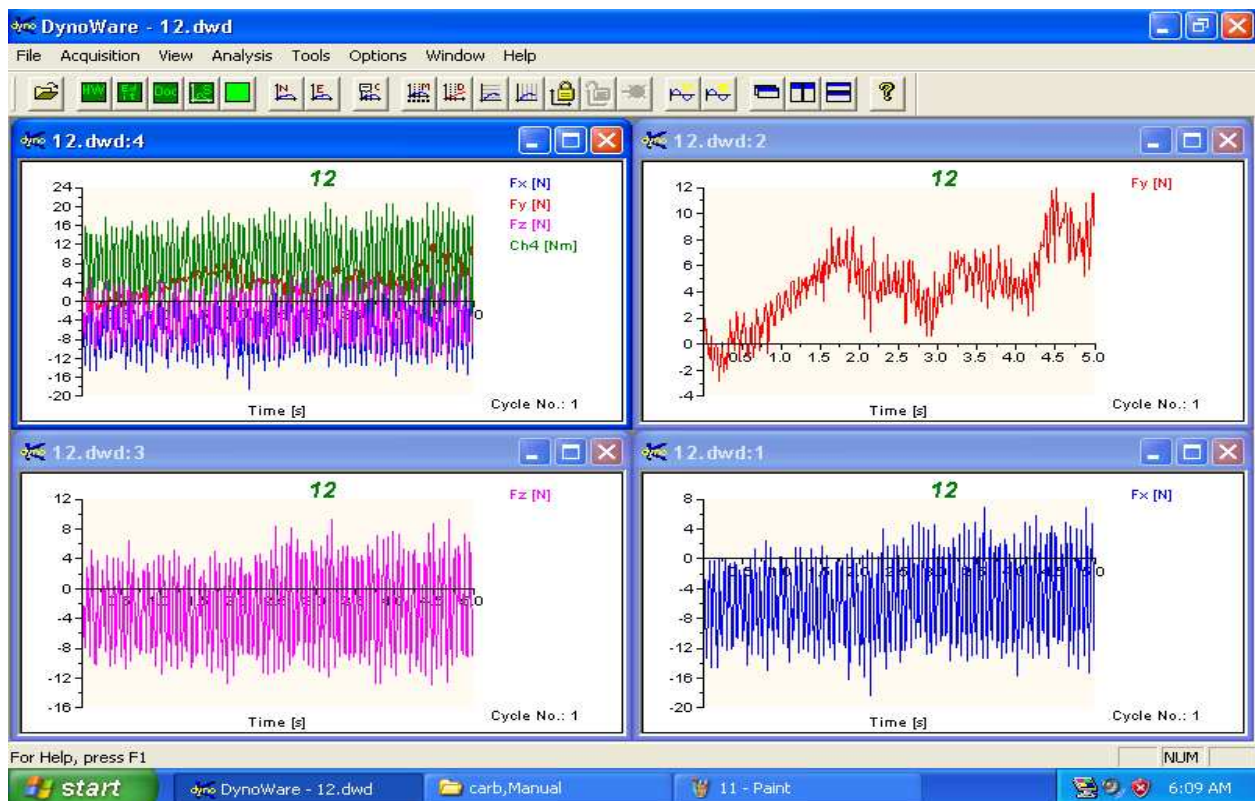 DynoWare - 12.dwd
File Acquisition View Analysis Tools Options Window Help
12.dwd:4
12
24
20
16
12
8
4
0
-4
-8
-12
-16
-20
Fx [N]
Fy [N]
Fz [N]
Ch4 [Nm]
Time [s]
Cycle No.: 1
12.dwd:2
12
12
10
8
6
4
2
0
-2
-4
0.5 1.0 1.5 2.0 2.5 3.0 3.5 4.0 4.5 5.0
Fy [N]
Time [s]
Cycle No.: 1
12.dwd:3
12
12
8
4
0
-4
-8
-12
-16
Fz [N]
Time [s]
Cycle No.: 1
12.dwd:1
12
8
4
0
-4
-8
-12
-16
-20
Fx [N]
Time [s]
Cycle No.: 1
For Help, press F1
NUM
start DynoWare - 12.dwd carb,Manual 11 - Paint 6:09 AM